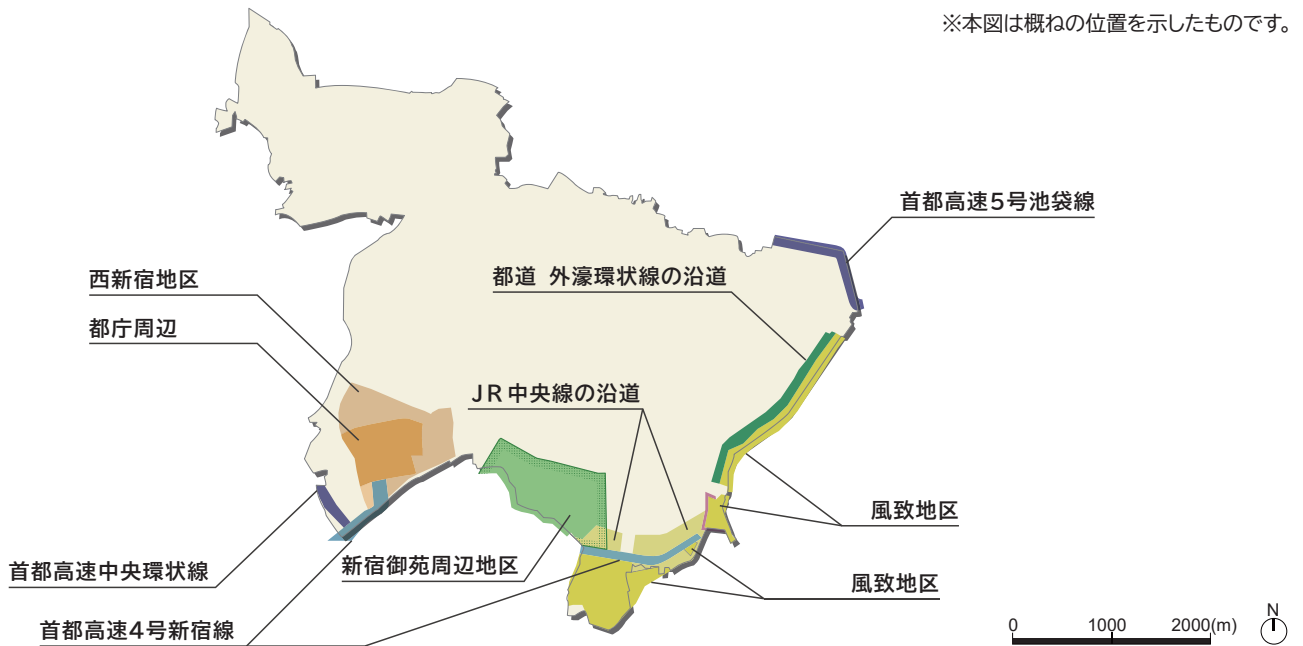 ※本図は概ねの位置を示したものです。
首都高速5号池袋線
西新宿地区
都道 外濠環状線の沿道
都庁周辺
JR中央線の沿道
風致地区
新宿御苑周辺地区
首都高速中央環状線
風致地区
首都高速4号新宿線
0 1000 2000(m)
N